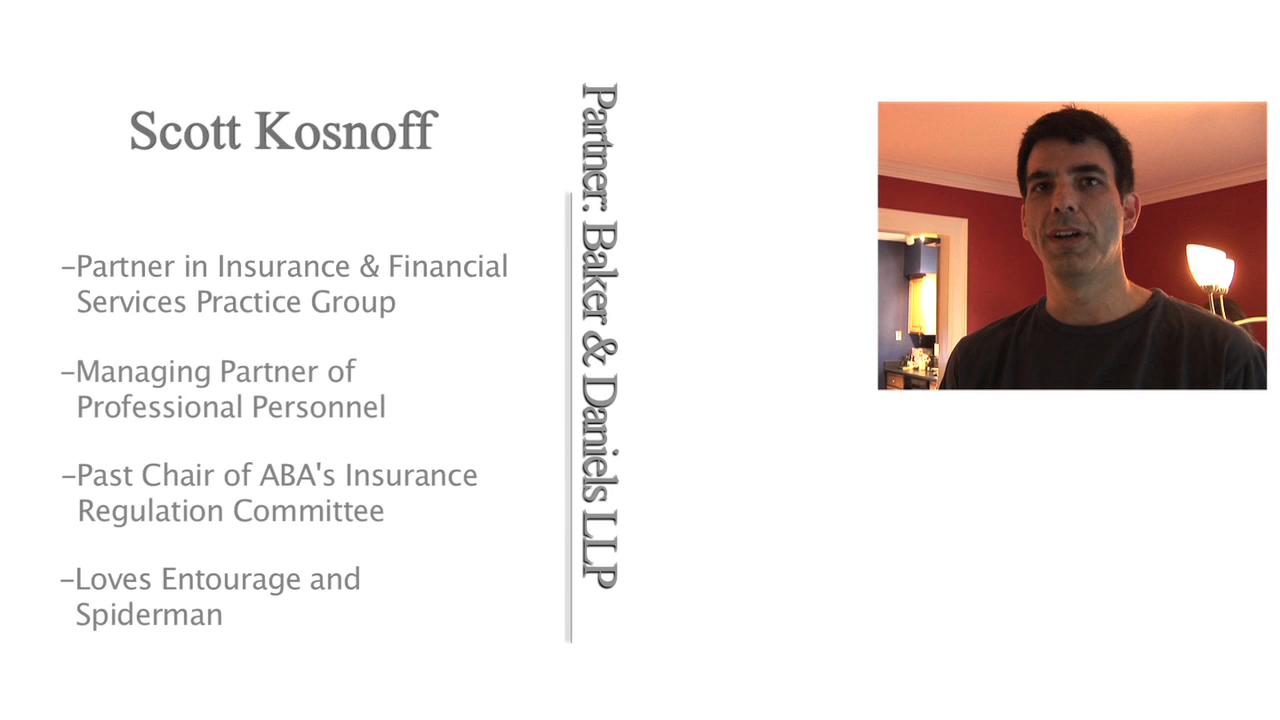 Scott Kosnoff
-Partner in Insurance & Financial
Services Practice Group
-Managing Partner of
Professional Personnel
-Past Chair of ABA's Insurance
Regulation Committee
-Loves Entourage and
Spiderman
Partner: Baker & Daniels LLP